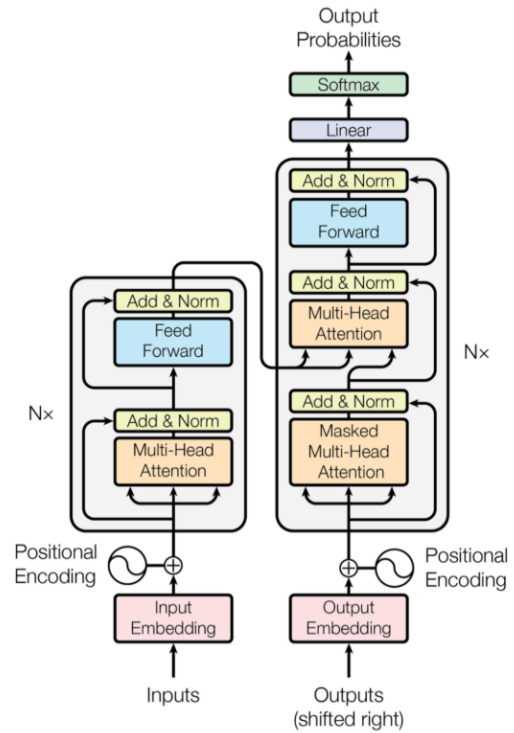 Output
Probabilities
Softmax
Linear
Add & Norm
Feed
Forward
Add & Norm
Multi-Head
Attention
Add & Norm
Masked
Multi-Head
Attention
Nx
Add & Norm
Feed
Forward
Add & Norm
Multi-Head
Attention
Nx
Positional
Encoding
Positional
Encoding
Input
Embedding
Output
Embedding
Inputs
Outputs
(shifted right)